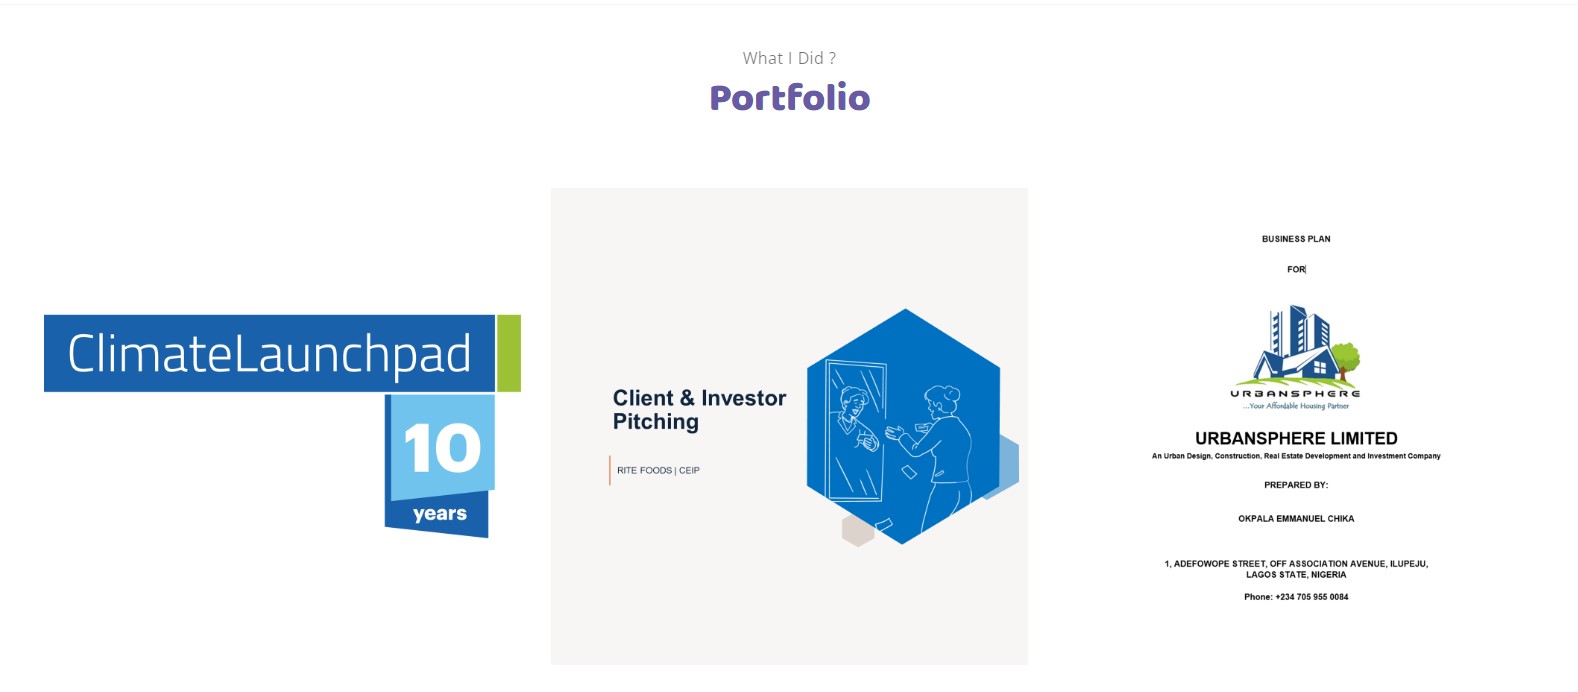 What I Did ?
Portfolio
ClimateLaunchpad
10
years
Client & Investor
Pitching
RITE FOODS | CEIP
BUSINESS PLAN
FOR
URBANSPHERE
...Your Affordable Housing Partner
URBANSPHERE LIMITED
An Urban Design, Construction, Real Estate Development and Investment Company
PREPARED BY:
OKPALA EMMANUEL CHIKA
1, ADEFOWOPE STREET, OFF ASSOCIATION AVENUE, ILUPEJU,
LAGOS STATE, NIGERIA
Phone: +234 705 955 0084